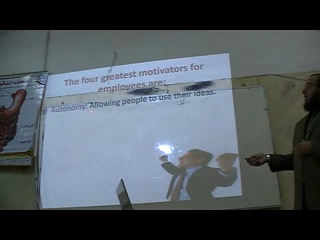 The four greatest motivators for
employees are:
Autonomy: Allowing people to use their ideas.